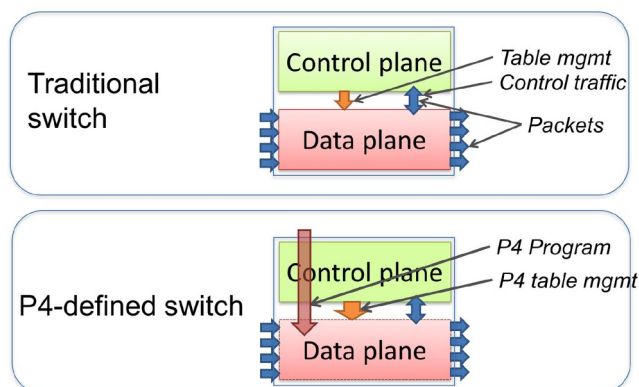 Traditional
switch
Control plane
Data plane
Table mgmt
Control traffic
Packets
P4-defined switch
Control plane
Data plane
P4 Program
P4 table mgmt